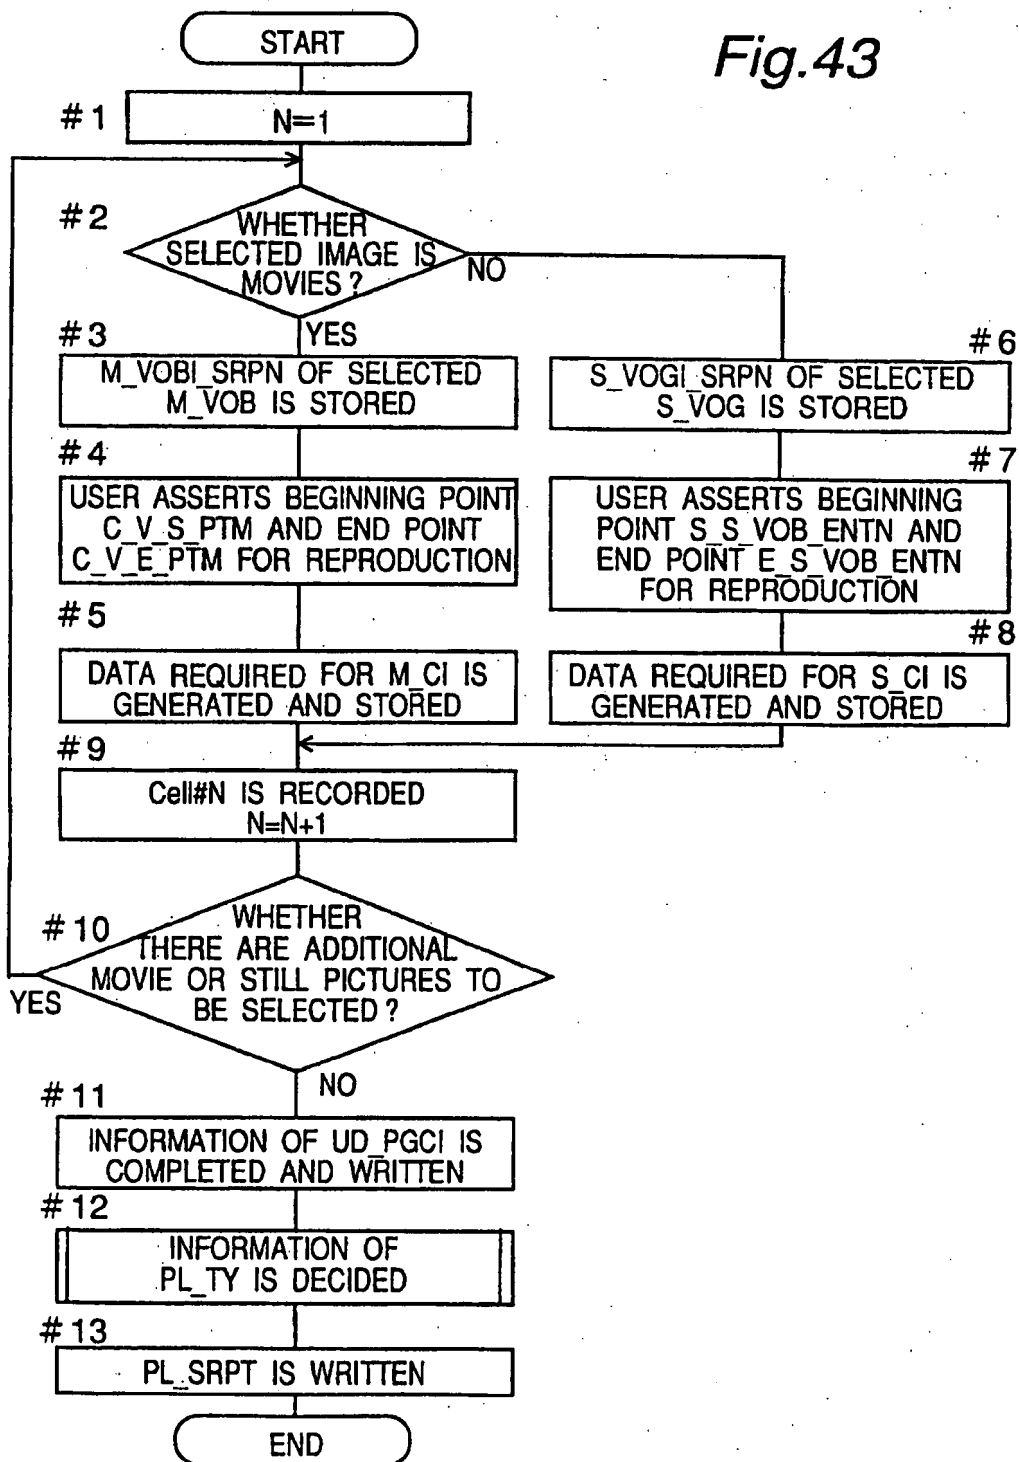 Fig.43
START
#1
N=1
#2
WHETHER
SELECTED IMAGE IS
MOVIES?
NO
YES
#3
M_VOBI_SRPN OF SELECTED
M_VOB IS STORED
#6
S_VOGI_SRPN OF SELECTED
S_VOG IS STORED
#4
USER ASSERTS BEGINNING POINT
C_V_S_PTM AND END POINT
C_V_E_PTM FOR REPRODUCTION
#7
USER ASSERTS BEGINNING
POINT S_S_VOB_ENTN AND
END POINT E_S_VOB_ENTN
FOR REPRODUCTION
#5
DATA REQUIRED FOR M_CI IS
GENERATED AND STORED
#8
DATA REQUIRED FOR S_CI IS
GENERATED AND STORED
#9
Cell#N IS RECORDED
N=N+1
#10
WHETHER
THERE ARE ADDITIONAL
MOVIE OR STILL PICTURES TO
BE SELECTED?
YES
NO
#11
INFORMATION OF UD_PGCI IS
COMPLETED AND WRITTEN
#12
INFORMATION OF
PL_TY IS DECIDED
#13
PL_SRPT IS WRITTEN
END